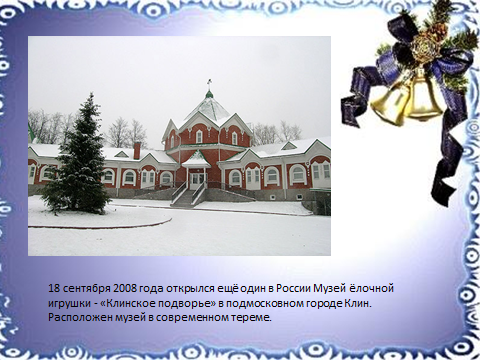 18 сентября 2008 года открылся ещё один в России Музей ёлочной
игрушки - «Клинское подворье» в подмосковном городе Клин.
Расположен музей в современном тереме.